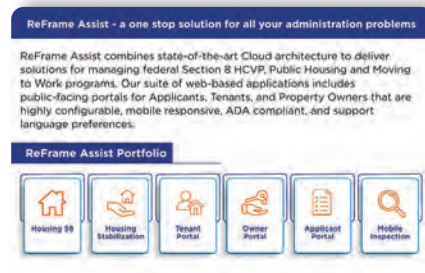 ReFrame Assist - a one stop solution for all your administration problems
ReFrame Assist combines state-of-the-art Cloud architecture to deliver
solutions for managing federal Section 8 HCVP, Public Housing and Moving
to Work programs. Our suite of web-based applications includes
public-facing portals for Applicants, Tenants, and Property Owners that are
highly configurable, mobile responsive, ADA compliant, and support
language preferences.
ReFrame Assist Portfolio
Housing S8
Housing
Stabilization
Tenant
Portal
Owner
Portal
Applicant
Portal
Mobile
Inspection